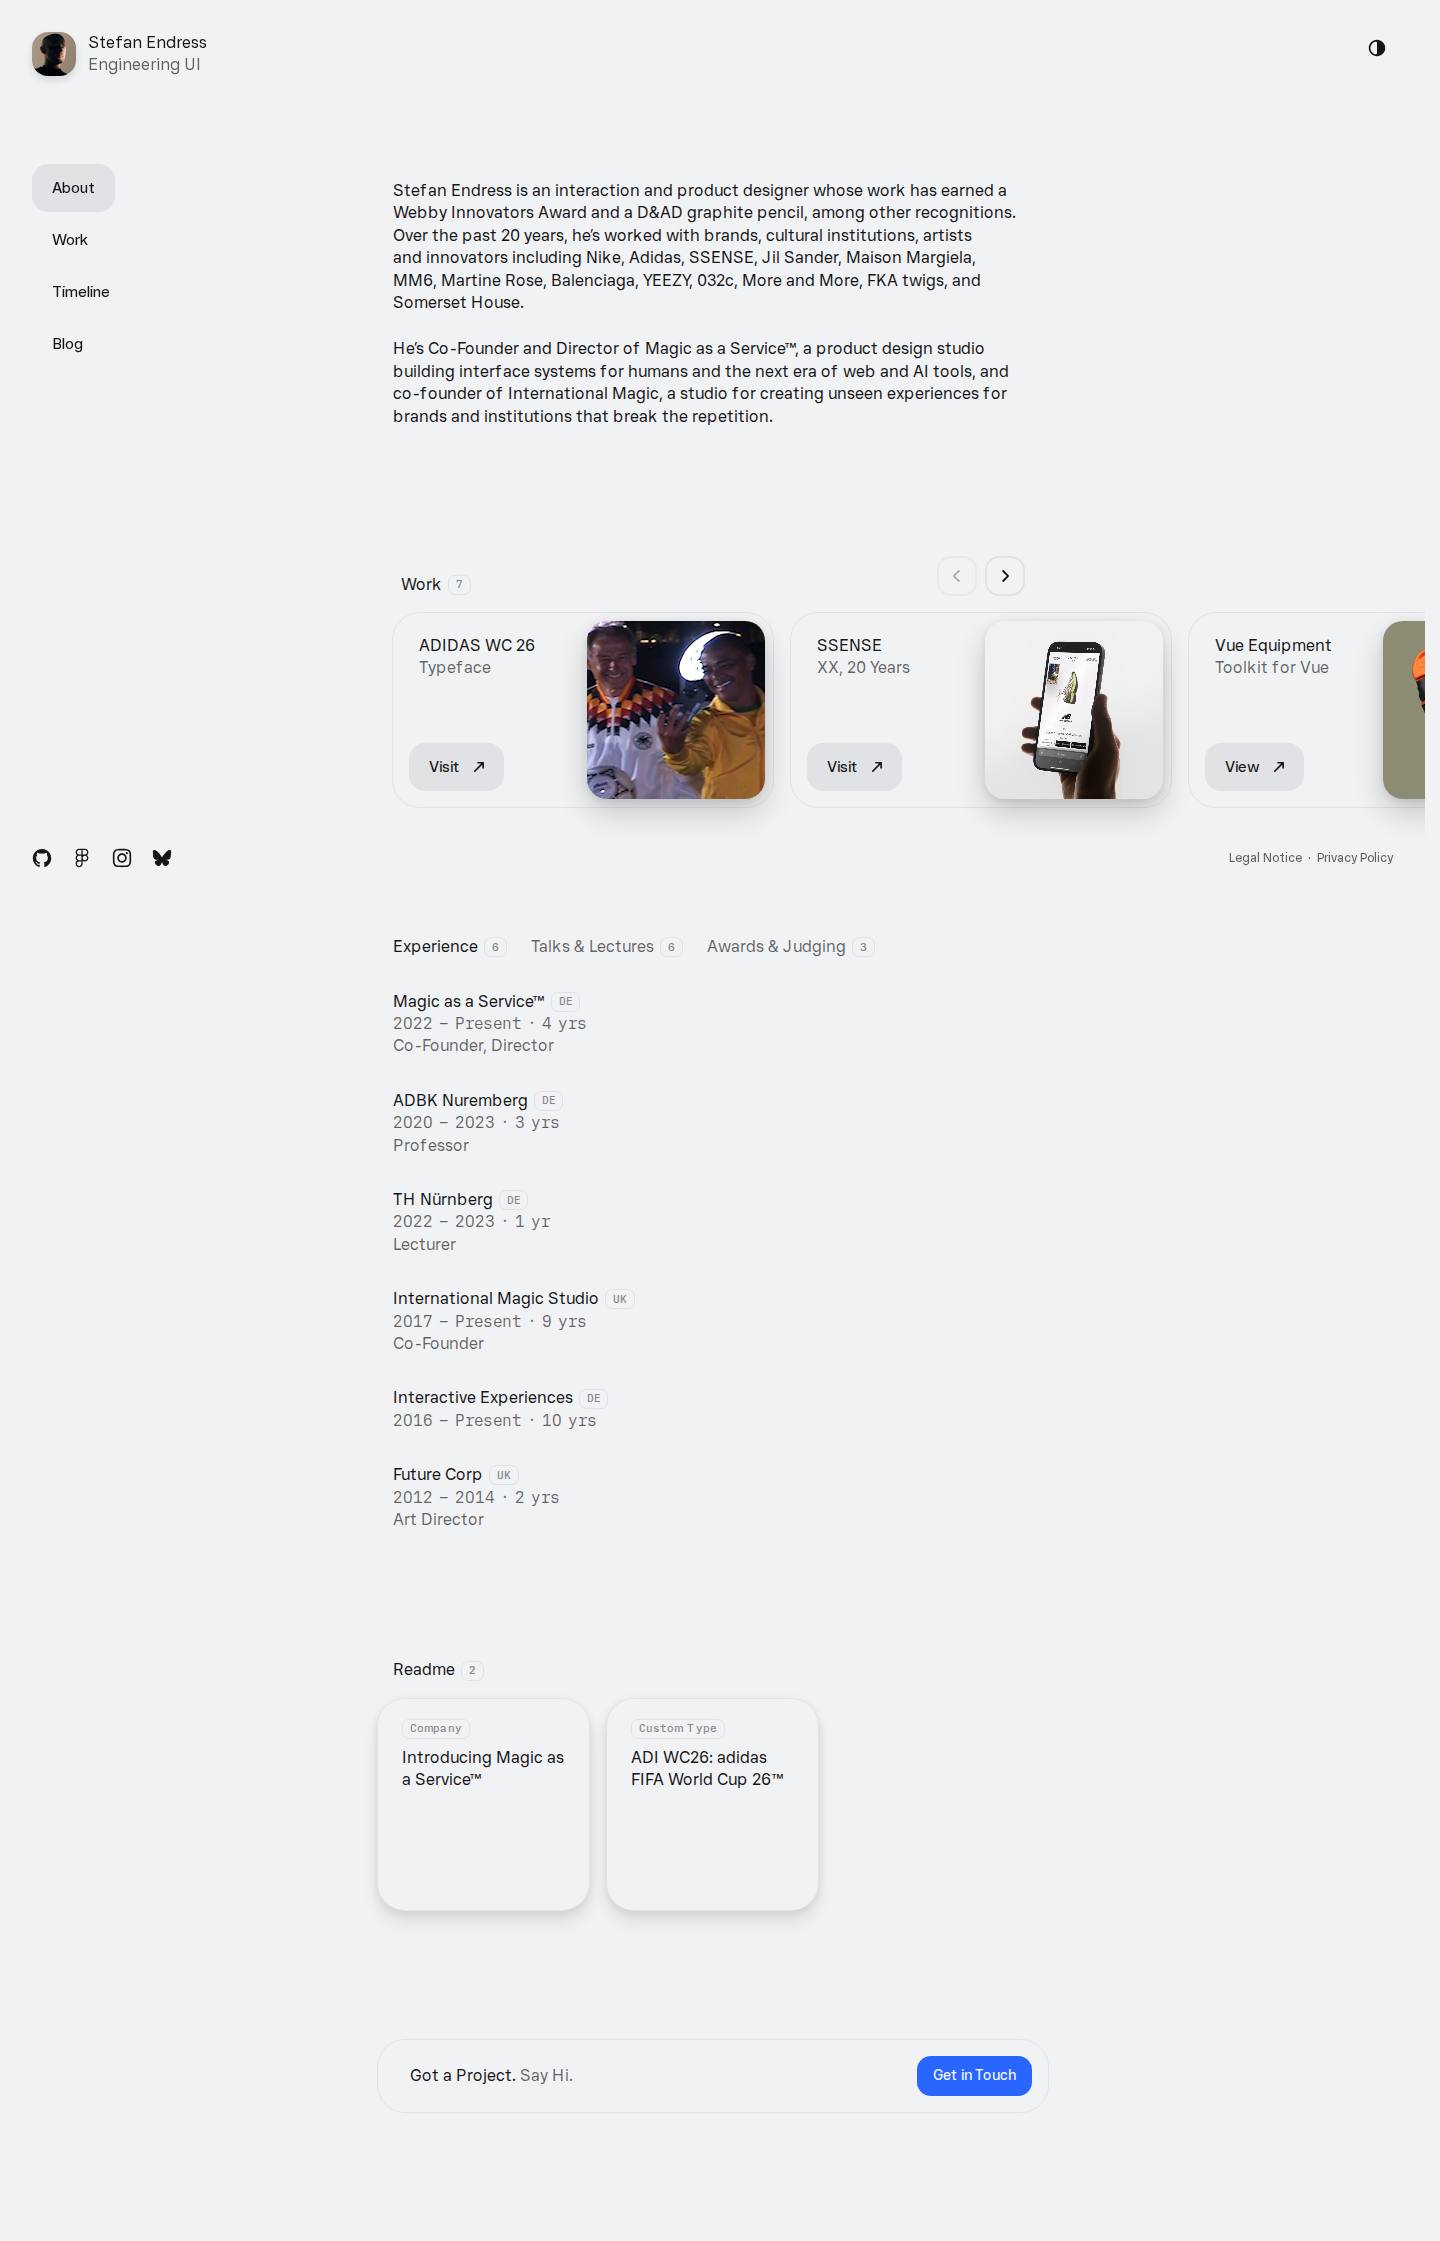 Stefan Endress
Engineering UI
About
Work
Timeline
Blog
Stefan Endress is an interaction and product designer whose work has earned a
Webby Innovators Award and a D&AD graphite pencil, among other recognitions.
Over the past 20 years, he's worked with brands, cultural institutions, artists
and innovators including Nike, Adidas, SSENSE, Jil Sander, Maison Margiela,
MM6, Martine Rose, Balenciaga, YEEZY, 032c, More and More, FKA twigs, and
Somerset House.
He's Co-Founder and Director of Magic as a Service™, a product design studio
building interface systems for humans and the next era of web and AI tools, and
co-founder of International Magic, a studio for creating unseen experiences for
brands and institutions that break the repetition.
Work 7
ADIDAS WC 26
Typeface
Visit
SSENSE
XX, 20 Years
Visit
Vue Equipment
Toolkit for Vue
View
Legal Notice · Privacy Policy
Experience 6 Talks & Lectures 6 Awards & Judging 3
Magic as a Service™ DE
2022 – Present · 4 yrs
Co-Founder, Director
ADBK Nuremberg DE
2020 – 2023 · 3 yrs
Professor
TH Nürnberg DE
2022 – 2023 · 1 yr
Lecturer
International Magic Studio UK
2017 – Present · 9 yrs
Co-Founder
Interactive Experiences DE
2016 – Present · 10 yrs
Future Corp UK
2012 – 2014 · 2 yrs
Art Director
Readme 2
Company
Introducing Magic as
a Service™
Custom Type
ADI WC26: adidas
FIFA World Cup 26™
Got a Project. Say Hi.
Get in Touch